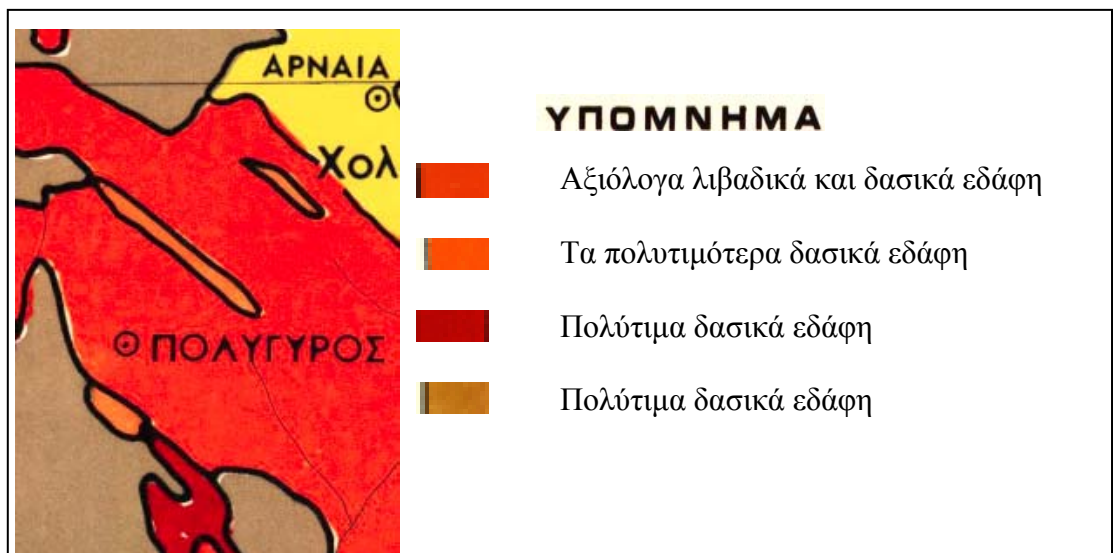 ΑΡΝΑΙΑ
Χολ
ΠΟΛΥΓΥΡΟΣ
ΥΠΟΜΝΗΜΑ
Αξιόλογα λιβαδικά και δασικά εδάφη
Τα πολυτιμότερα δασικά εδάφη
Πολύτιμα δασικά εδάφη
Πολύτιμα δασικά εδάφη